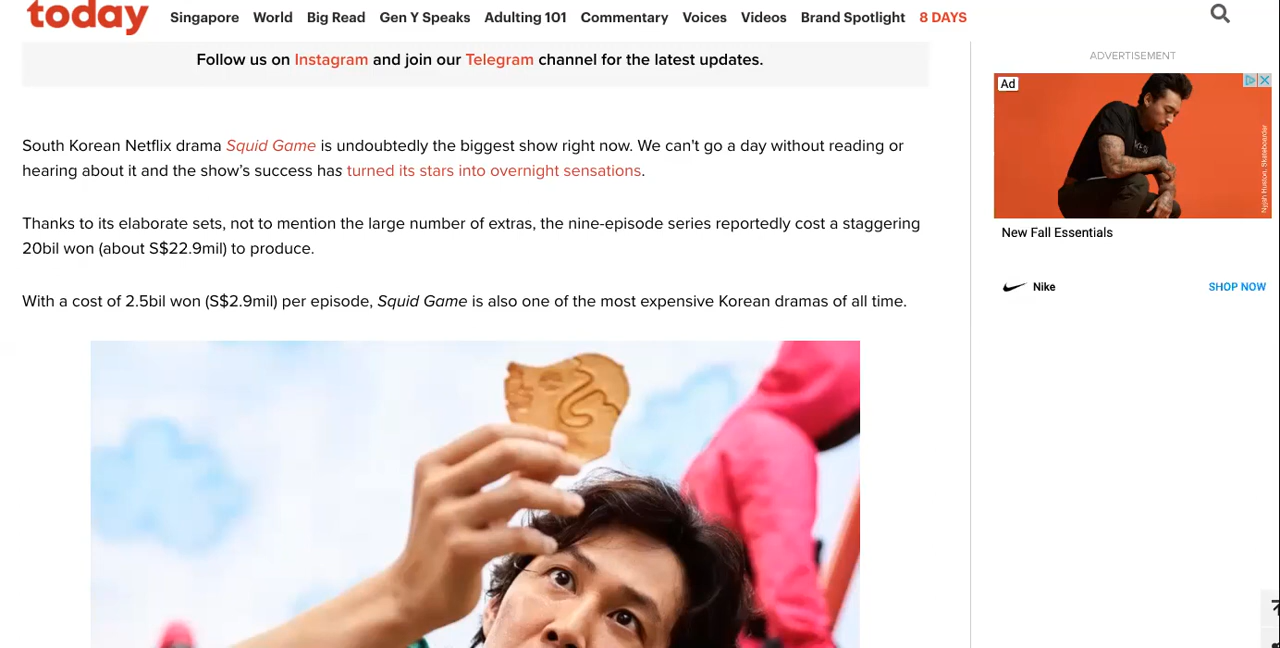 today
Singapore World Big Read Gen Y Speaks Adulting 101 Commentary Voices Videos Brand Spotlight 8 DAYS
Follow us on Instagram and join our Telegram channel for the latest updates.
South Korean Netflix drama Squid Game is undoubtedly the biggest show right now. We can't go a day without reading or
hearing about it and the show’s success has turned its stars into overnight sensations.
Thanks to its elaborate sets, not to mention the large number of extras, the nine-episode series reportedly cost a staggering
20bil won (about S$22.9mil) to produce.
With a cost of 2.5bil won (S$2.9mil) per episode, Squid Game is also one of the most expensive Korean dramas of all time.
ADVERTISEMENT
Ad
Nyjah Huston, Skateboarder
New Fall Essentials
Nike
SHOP NOW